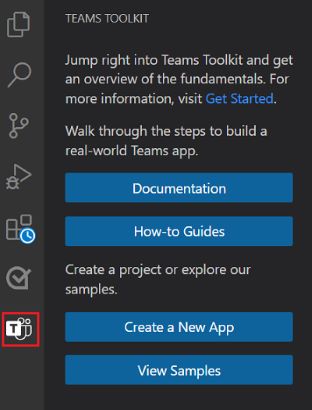 TEAMS TOOLKIT
Jump right into Teams Toolkit and get
an overview of the fundamentals. For
more information, visit Get Started.
Walk through the steps to build a
real-world Teams app.
Documentation
How-to Guides
Create a project or explore our
samples.
Create a New App
View Samples
T